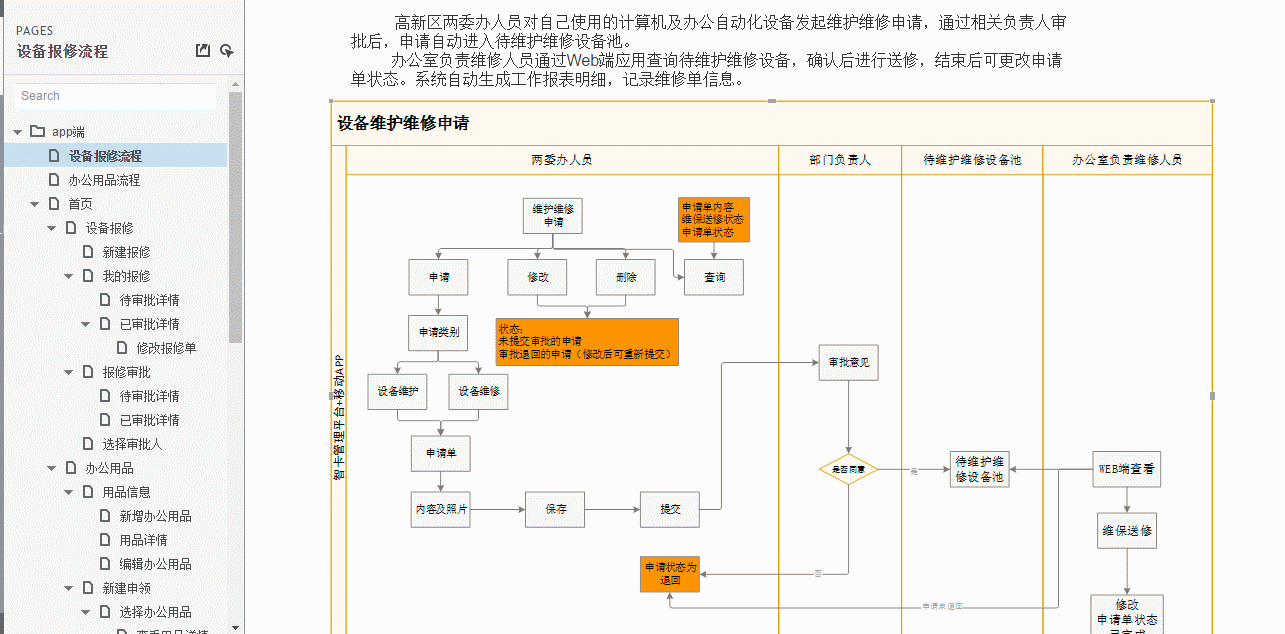 PAGES
设备报修流程
Search
app端
设备报修流程
办公用品流程
首页
设备报修
新建报修
我的报修
待审批详情
已审批详情
修改报修单
报修审批
待审批详情
已审批详情
选择审批人
办公用品
用品信息
新增办公用品
用品详情
编辑办公用品
新建申领
选择办公用品
高新区两委办人员对自己使用的计算机及办公自动化设备发起维护维修申请，通过相关负责人审
批后，申请自动进入待维护维修设备池。
办公室负责维修人员通过Web端应用查询待维护维修设备，确认后进行送修，结束后可更改申请
单状态。系统自动生成工作报表明细，记录维修单信息。
设备维护维修申请
两委办人员
部门负责人
待维护维修设备池
办公室负责维修人员
智卡管理平台+移动APP
维护维修
申请
申请单内容
维保送修状态
申请单状态
申请
修改
删除
查询
申请类别
状态：
未提交审批的申请
审批退回的申请（修改后可重新提交）
设备维护
设备维修
审批意见
申请单
是否同意
是
待维护维
修设备池
WEB端查看
内容及照片
保存
提交
维保送修
申请状态为
退回
否
申请单退回
修改
申请单状态
已完成